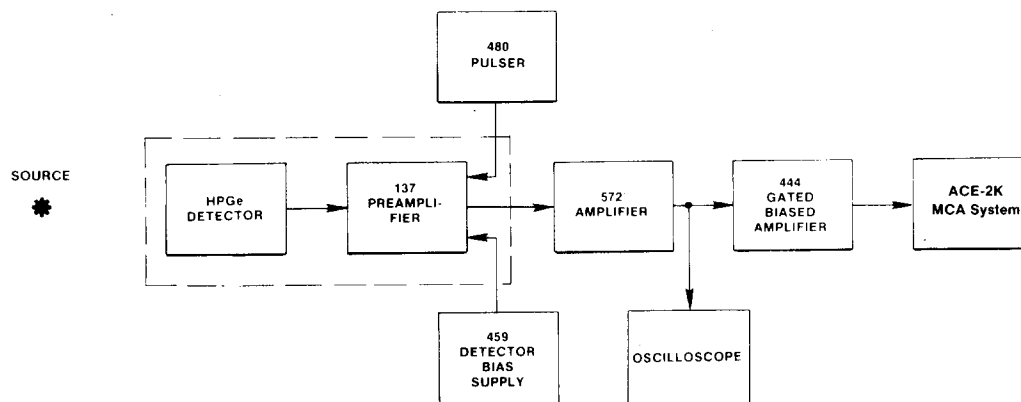 480
PULSER
SOURCE
HPGe
DETECTOR
137
PREAMPLI-
FIER
572
AMPLIFIER
444
GATED
BIASED
AMPLIFIER
ACE-2K
MCA System
459
DETECTOR
BIAS
SUPPLY
OSCILLOSCOPE